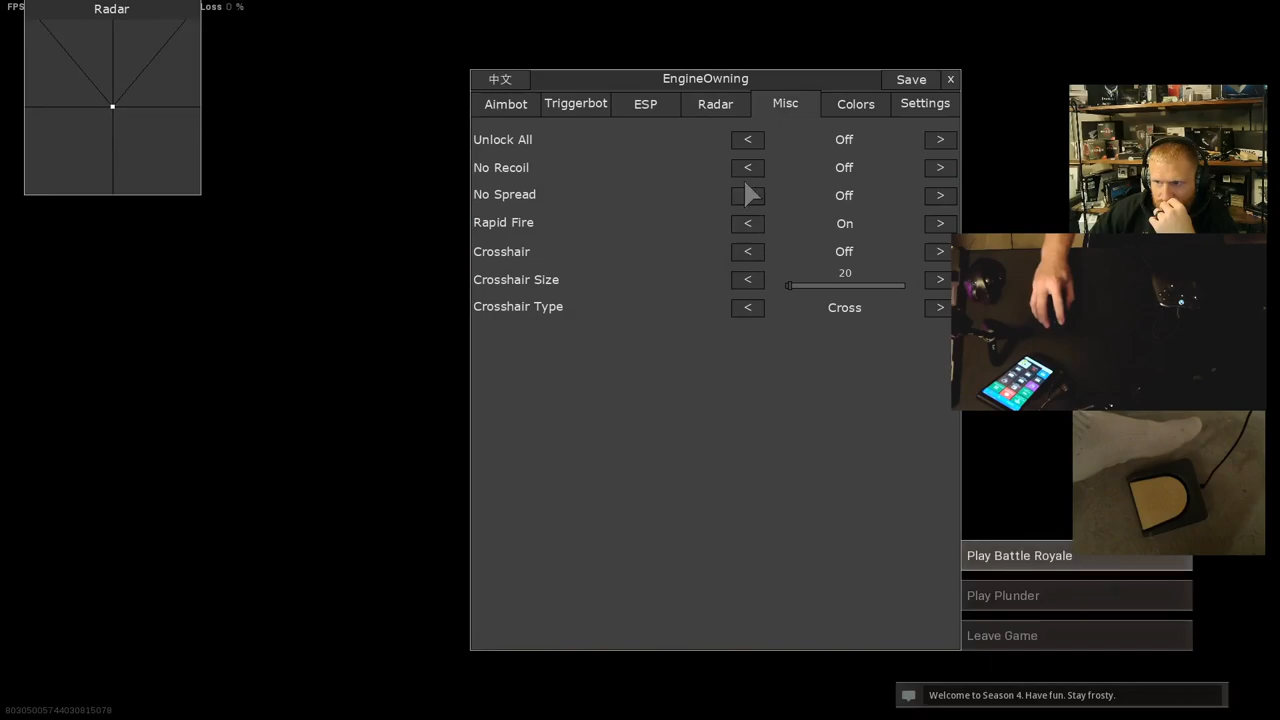 FPS
Loss 0 %
Radar
中文
EngineOwning
Save
x
Aimbot
Triggerbot
ESP
Radar
Misc
Colors
Settings
Unlock All
<
Off
>
No Recoil
<
Off
>
No Spread
Off
>
Rapid Fire
<
On
>
Crosshair
<
Off
>
Crosshair Size
<
20
>
Crosshair Type
<
Cross
>
Play Battle Royale
Play Plunder
Leave Game
Welcome to Season 4. Have fun. Stay frosty.
80305005744030815078